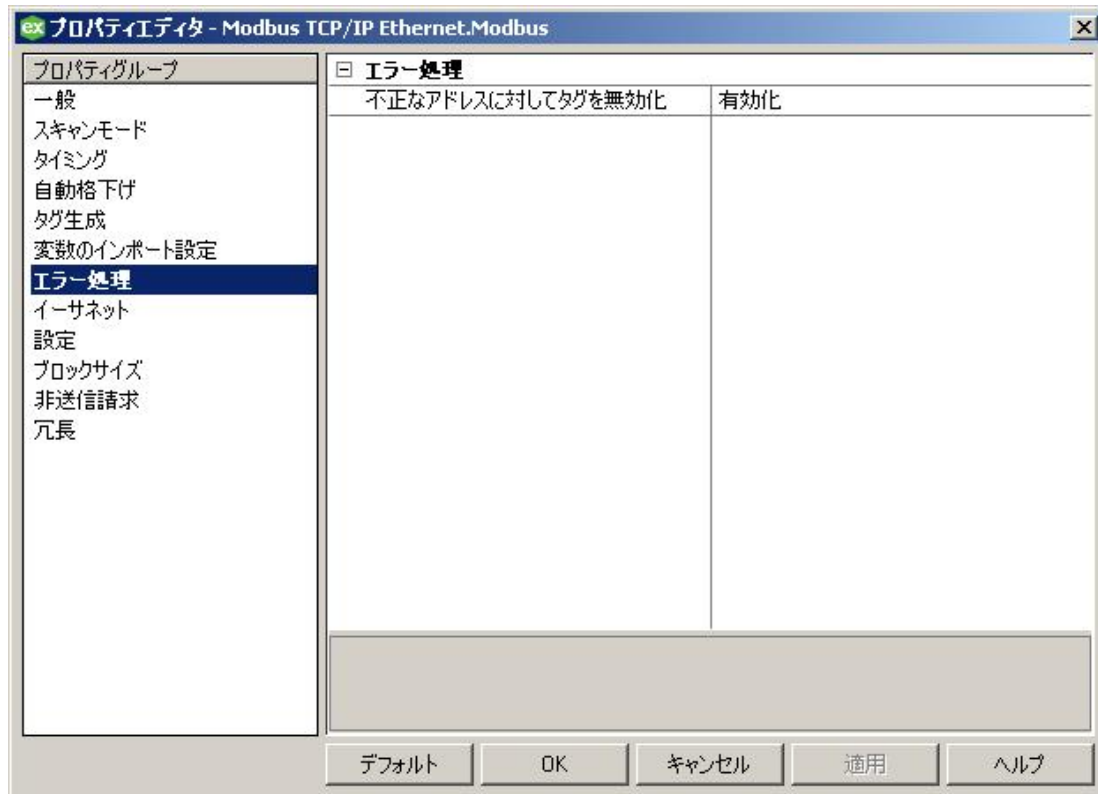 ex プロパティエディタ - Modbus TCP/IP Ethernet.Modbus
プロパティグループ
一般
スキャンモード
タイミング
自動格下げ
タグ生成
変数のインポート設定
エラー処理
イーサネット
設定
ブロックサイズ
非送信請求
冗長
エラー処理
不正なアドレスに対してタグを無効化 有効化
デフォルト OK キャンセル 適用 ヘルプ